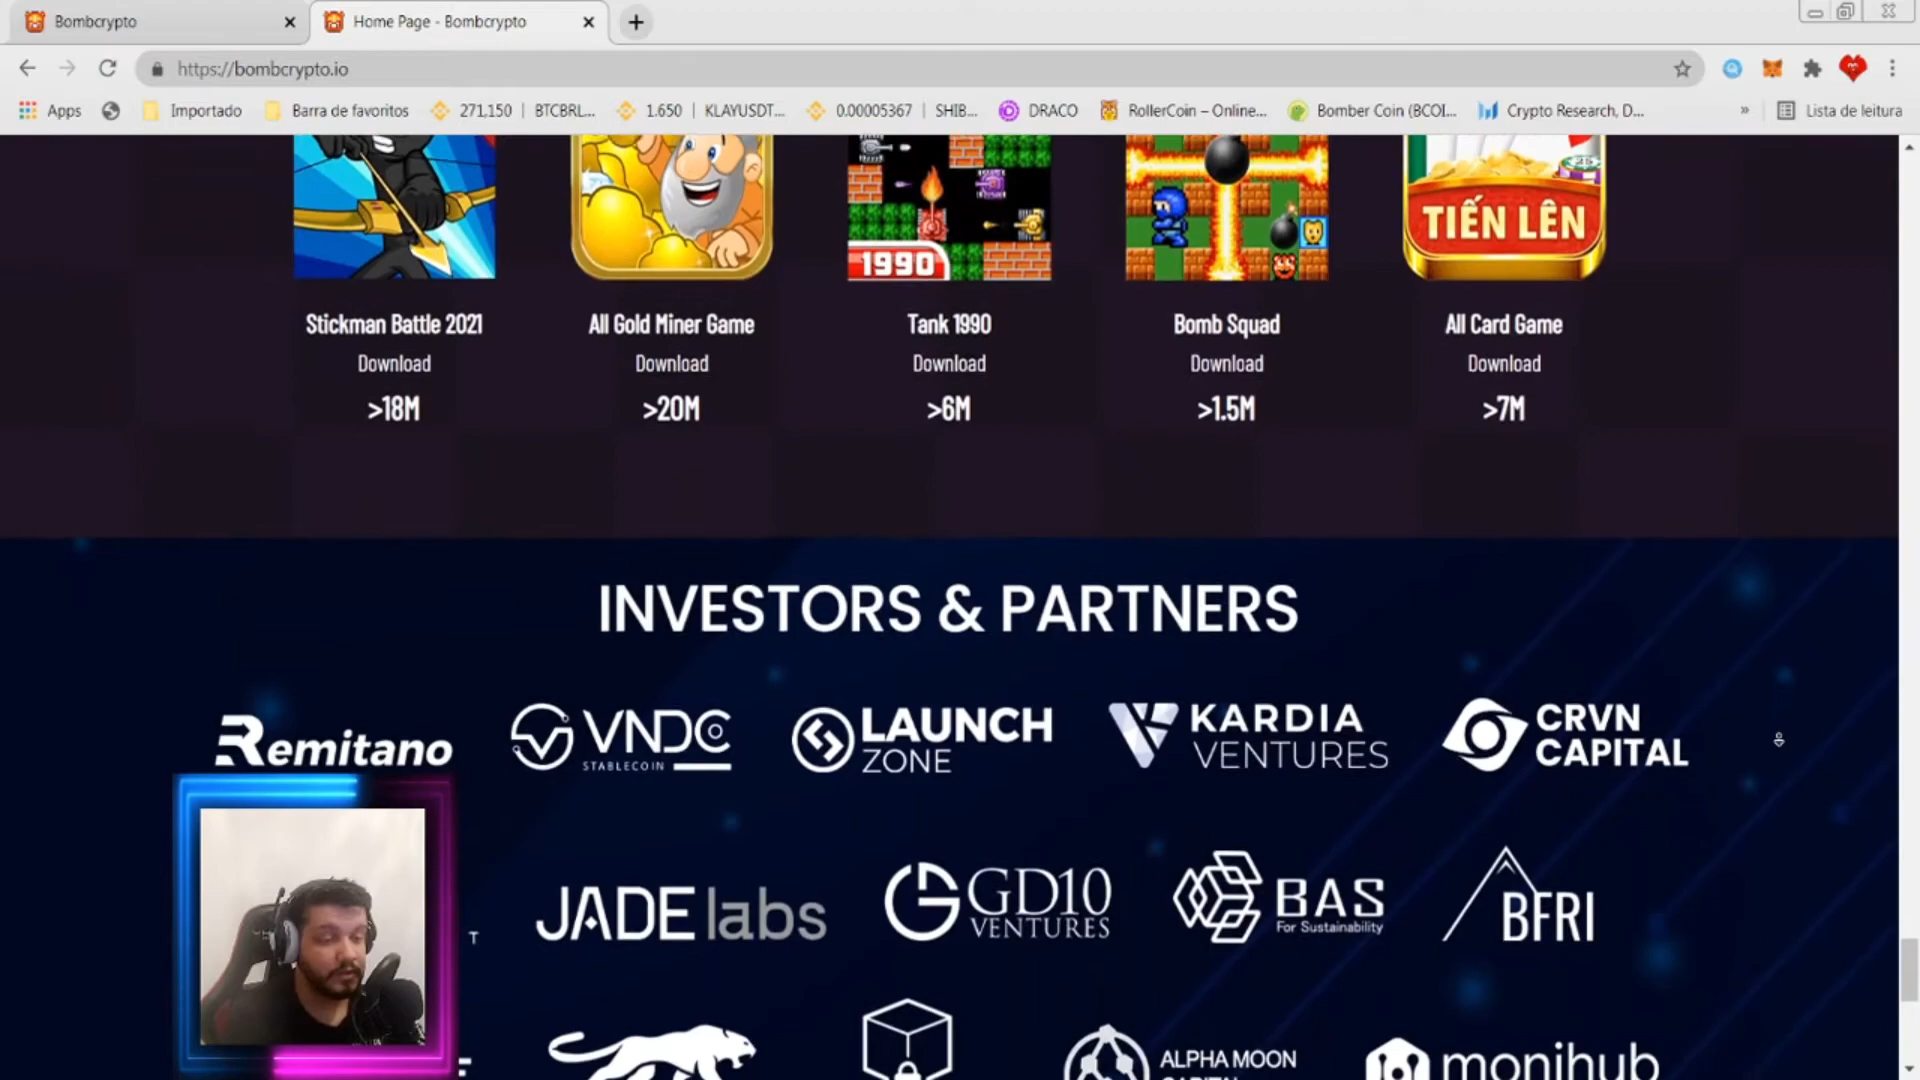 Bombcrypto
Home Page - Bombcrypto
https://bombcrypto.io
Apps
Importado
Barra de favoritos
271,150 | BTCBRL...
1.650 | KLAYUSDT...
0.00005367 | SHIB...
DRACO
RollerCoin – Online...
Bomber Coin (BCOI...
Crypto Research, D...
»
Lista de leitura
1990
25
TIẾN LÊN
Stickman Battle 2021
Download
>18M
All Gold Miner Game
Download
>20M
Tank 1990
Download
>6M
Bomb Squad
Download
>1.5M
All Card Game
Download
>7M
INVESTORS & PARTNERS
Remitano
VNDC
STABLECOIN
LAUNCH
ZONE
KARDIA
VENTURES
CRVN
CAPITAL
T
JADE labs
GD10
VENTURES
BAS
For Sustainability
BFRI
ALPHA MOON
CAPITAL
monihub